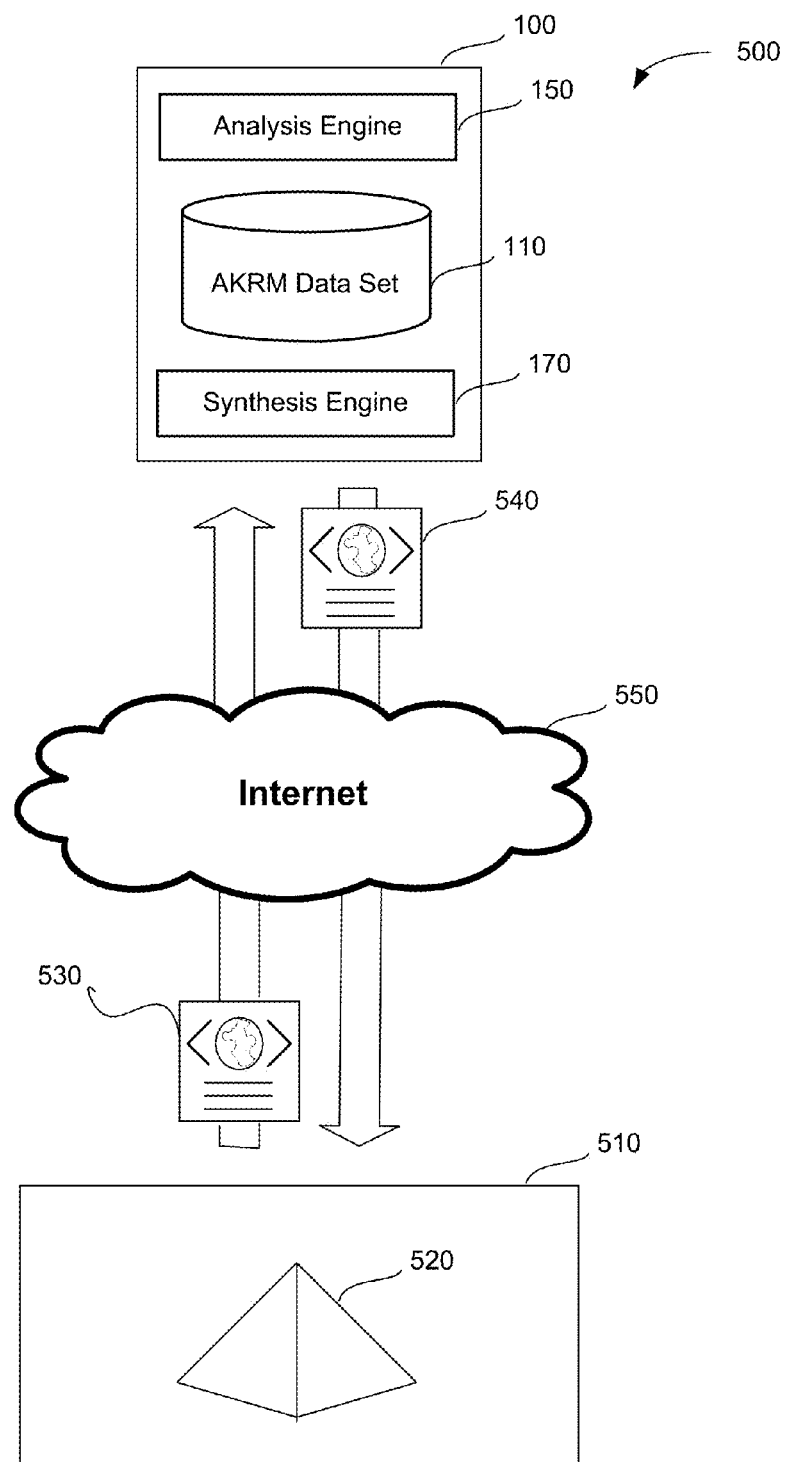 100
500
150
Analysis Engine
110
AKRM Data Set
170
Synthesis Engine
540
550
Internet
530
510
520